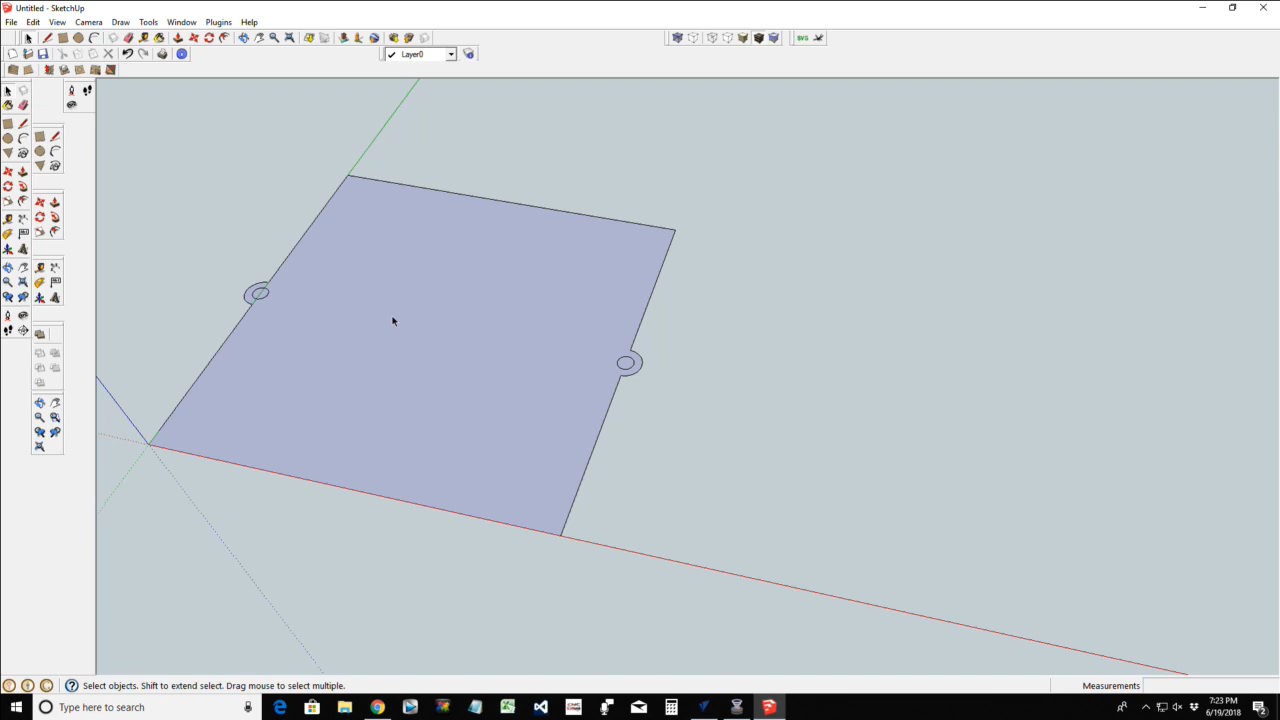 Untitled - SketchUp
File Edit View Camera Draw Tools Window Plugins Help
SVG
Layer0
Select objects. Shift to extend select. Drag mouse to select multiple.
Measurements
Type here to search
7:23 PM
6/19/2018